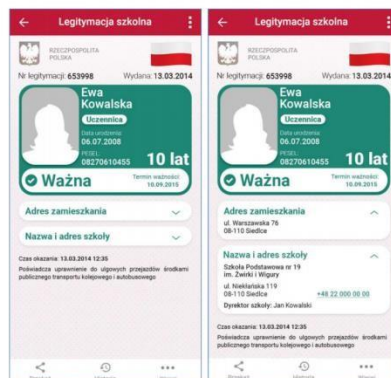 Legitymacja szkolna
RZECZPOSPOLITA
POLSKA
Nr legitymacji: 653998 Wydana: 13.03.2014
Ewa
Kowalska
Uczennica
Data urodzenia:
06.07.2008
PESEL:
08270610455 10 lat
Ważna
Termin ważności:
10.09.2015
Adres zamieszkania
Nazwa i adres szkoły
Czas okazania: 13.03.2014 12:35
Poświadcza uprawnienie do ulgowych przejazdów środkami
publicznego transportu kolejowego i autobusowego
Legitymacja szkolna
RZECZPOSPOLITA
POLSKA
Nr legitymacji: 653998 Wydana: 13.03.2014
Ewa
Kowalska
Uczennica
Data urodzenia:
06.07.2008
PESEL:
08270610455 10 lat
Ważna
Termin ważności:
10.09.2015
Adres zamieszkania
ul. Warszawska 76
08-110 Siedlce
Nazwa i adres szkoły
Szkoła Podstawowa nr 19
im. Żwirki i Wigury
ul. Niekłańska 119
08-110 Siedlce +48 22 000 00 00
Dyrektor szkoły: Jan Kowalski
Czas okazania: 13.03.2014 12:35
Poświadcza uprawnienie do ulgowych przejazdów środkami
publicznego transportu kolejowego i autobusowego